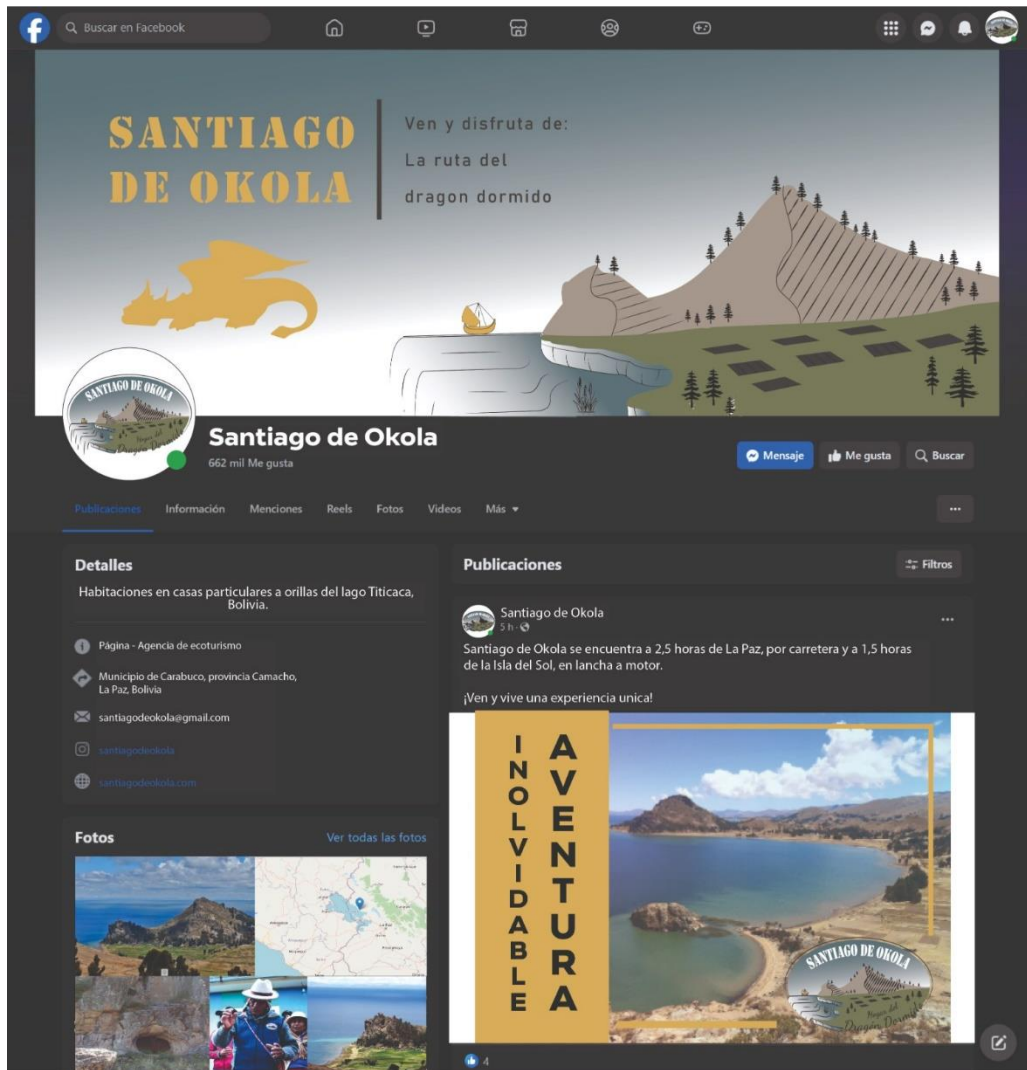 Buscar en Facebook
SANTIAGO
DE OKOLA
Ven y disfruta de:
La ruta del
dragon dormido
SANTIAGO DE OKOLA
Santiago de Okola
662 mil Me gusta
Mensaje
Me gusta
Buscar
Publicaciones
Información
Menciones
Reels
Fotos
Videos
Más
Detalles
Habitaciones en casas particulares a orillas del lago Titicaca,
Bolivia.
Página - Agencia de ecoturismo
Municipio de Carabuco, provincia Camacho,
La Paz, Bolivia
santiagodeokola@gmail.com
santiagodeokola
santiagodeokola.com
Fotos
Ver todas las fotos
Publicaciones
Filtros
Santiago de Okola
5 h
Santiago de Okola se encuentra a 2,5 horas de La Paz, por carretera y a 1,5 horas
de la Isla del Sol, en lancha a motor.
¡Ven y vive una experiencia unica!
INOLVIDABLE
AVENTURA
SANTIAGO DE OKOLA
Dragón Dormido
4